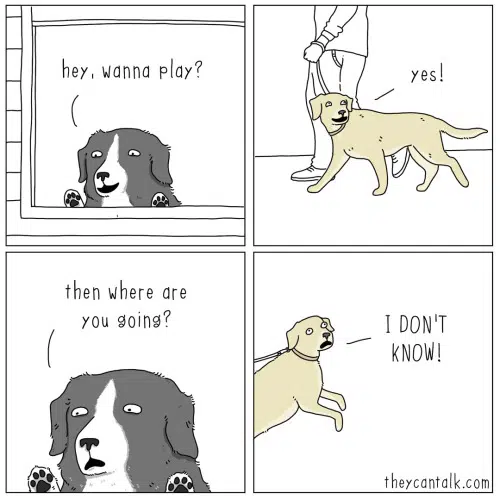 hey, wanna play?
yes!
then where are
you going?
I DON'T
KNOW!
theycantalk.com